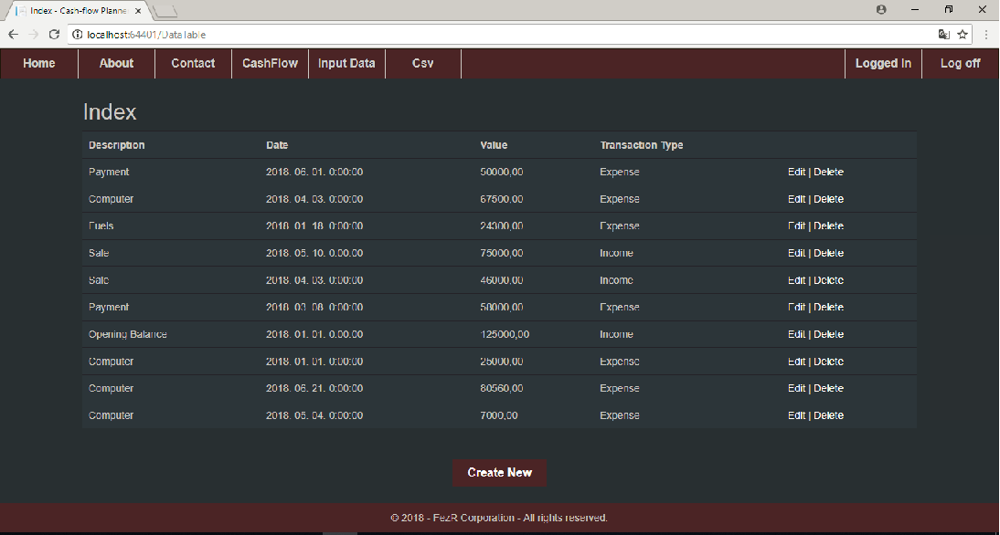 Index - Cash-flow Planne
localhost:64401/DataTable
Home About Contact CashFlow Input Data Csv Logged in Log off
Index
Description Date Value Transaction Type
Payment 2018. 06. 01. 0:00:00 50000,00 Expense Edit | Delete
Computer 2018. 04. 03. 0:00:00 67500,00 Expense Edit | Delete
Fuels 2018. 01. 18. 0:00:00 24300,00 Expense Edit | Delete
Sale 2018. 05. 10. 0:00:00 75000,00 Income Edit | Delete
Sale 2018. 04. 03. 0:00:00 46000,00 Income Edit | Delete
Payment 2018. 03. 08. 0:00:00 58000,00 Expense Edit | Delete
Opening Balance 2018. 01. 01. 0:00:00 125000,00 Income Edit | Delete
Computer 2018. 01. 01. 0:00:00 25000,00 Expense Edit | Delete
Computer 2018. 06. 21. 0:00:00 80560,00 Expense Edit | Delete
Computer 2018. 05. 04. 0:00:00 7000,00 Expense Edit | Delete
Create New
© 2018 - FezR Corporation - All rights reserved.